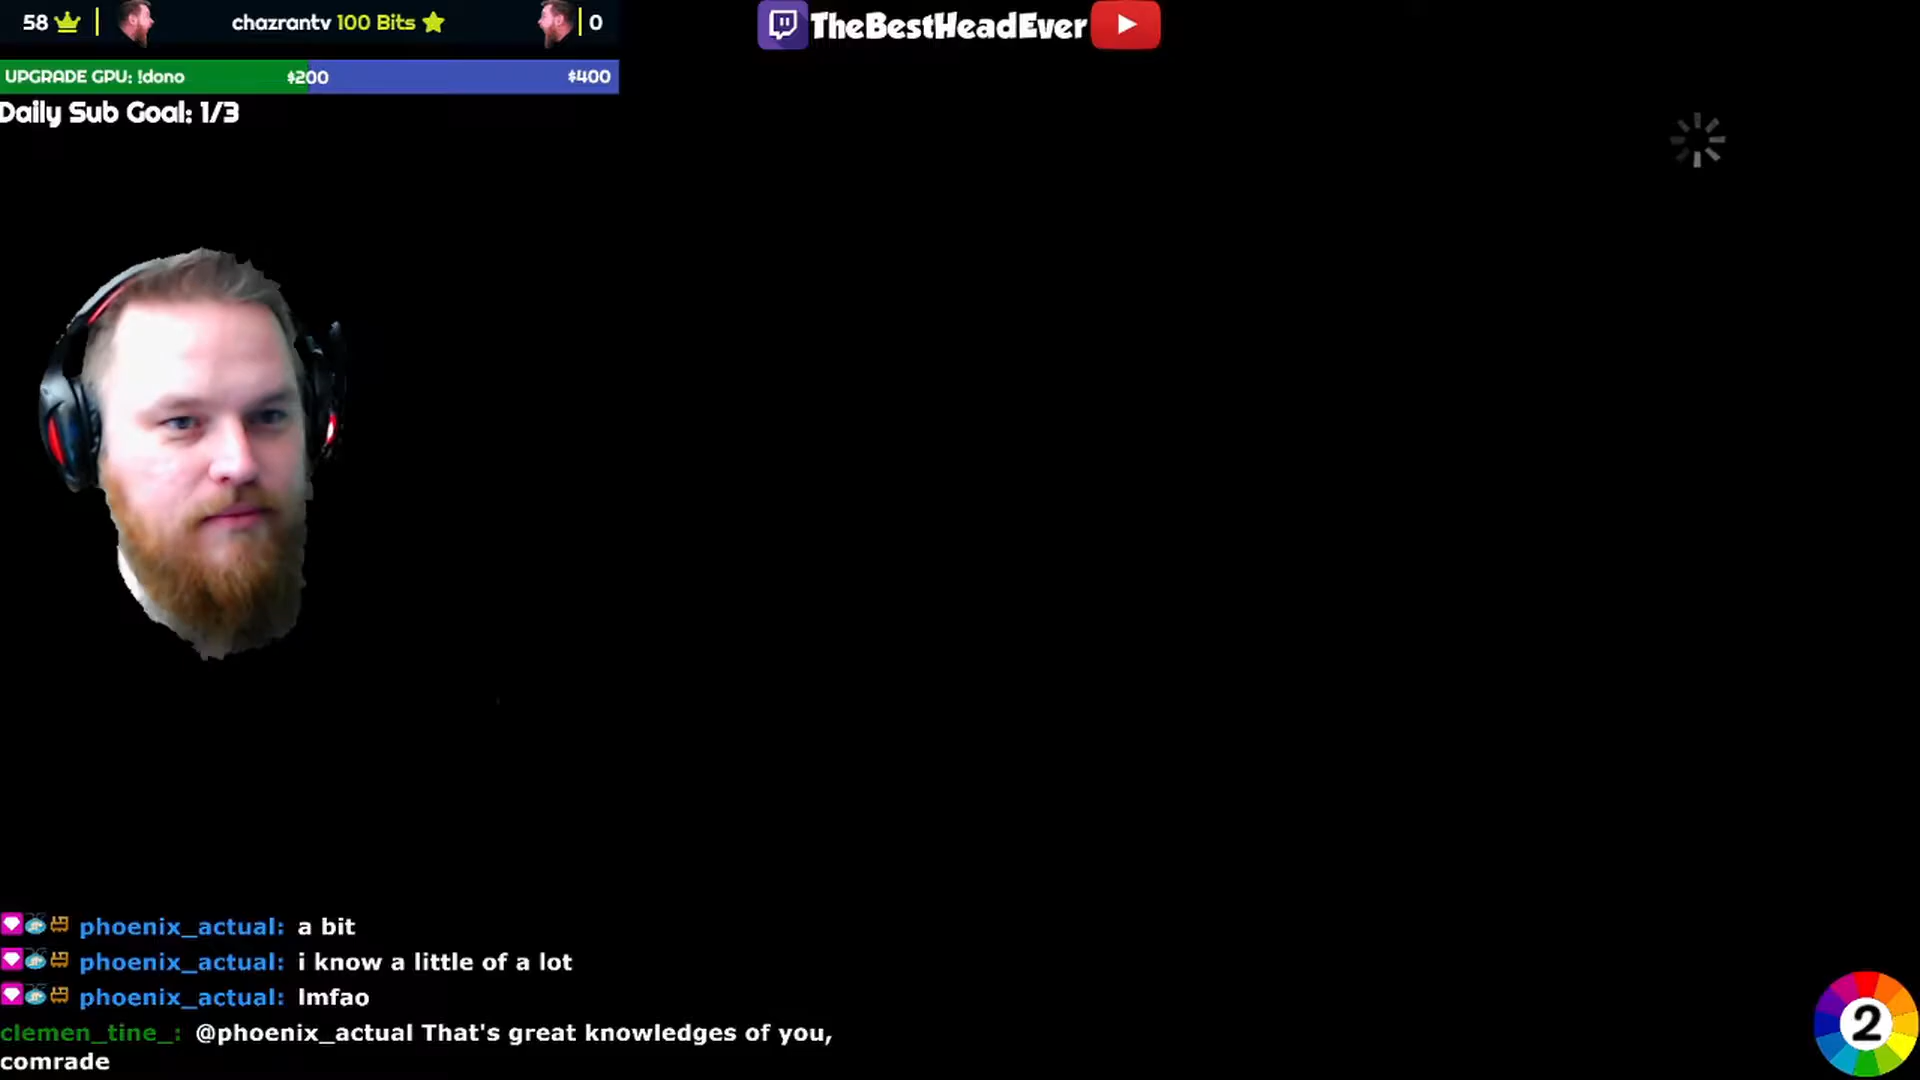 58
chazrantv 100 Bits
0
TheBestHeadEver
UPGRADE GPU: !dono $200 $400
Daily Sub Goal: 1/3
phoenix_actual: a bit
phoenix_actual: i know a little of a lot
phoenix_actual: lmfao
clemen_tine_: @phoenix_actual That's great knowledges of you,
comrade
2